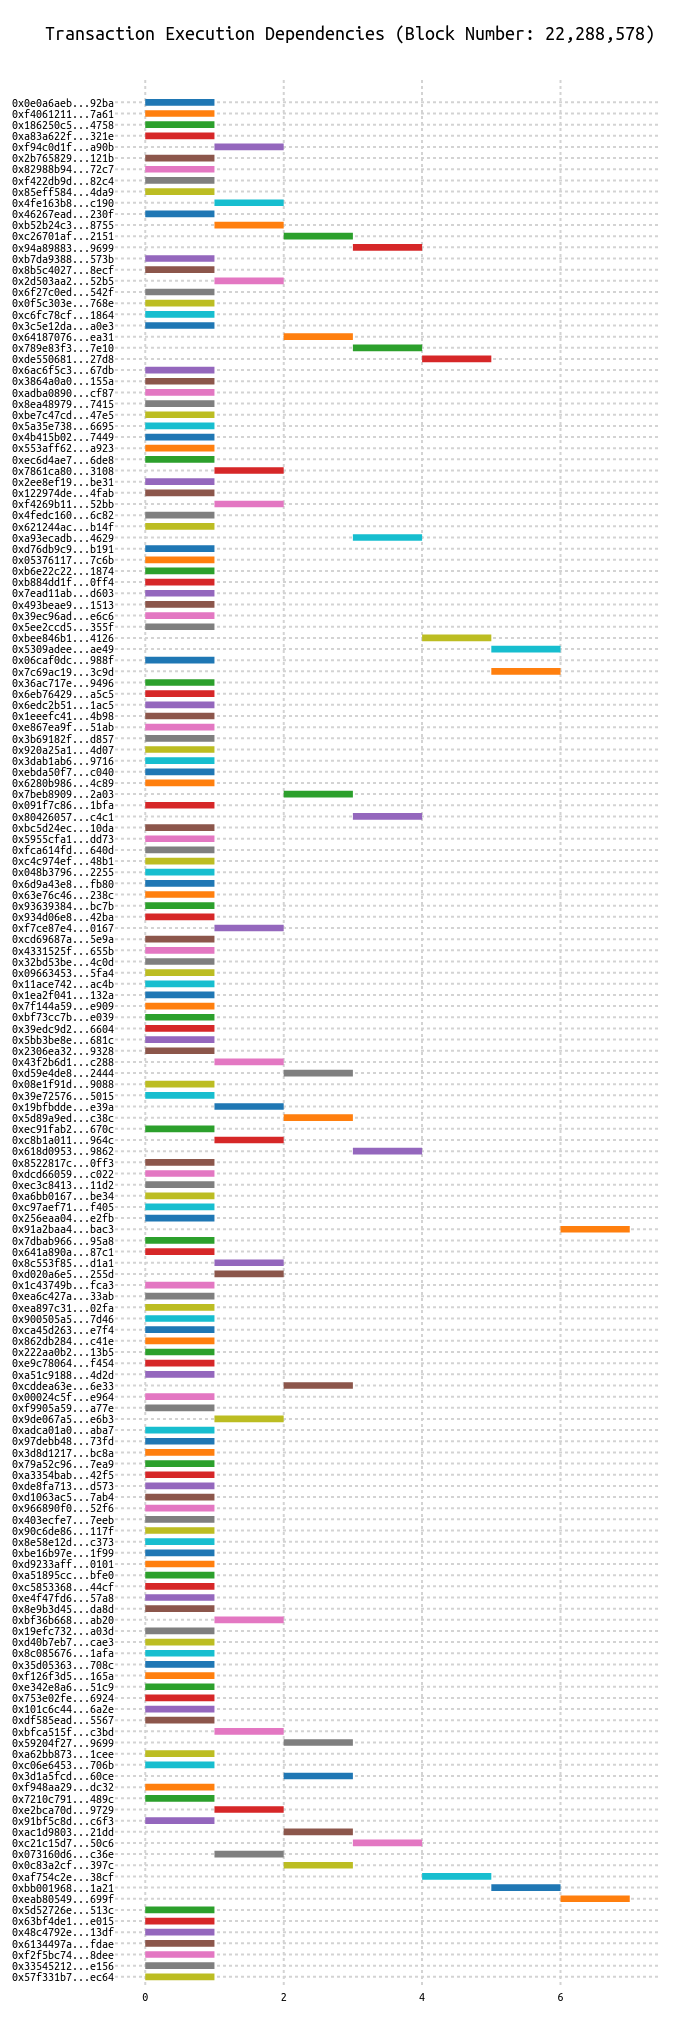 Transaction Execution Dependencies (Block Number: 22,288,578)
0x0e0a6aeb...92ba
0xf4061211...7a61
0x186250c5...4758
0xa83a622f...321e
0xf94c0d1f...a90b
0x2b765829...121b
0x82988b94...72c7
0xf422db9d...82c4
0x85eff584...4da9
0x4fe163b8...c190
0x46267ead...230f
0xb52b24c3...8755
0xc26701af...2151
0x94a89883...9699
0xb7da9388...573b
0x8b5c4027...8ecf
0x2d503aa2...52b5
0x6f27c0ed...542f
0x0f5c303e...768e
0xc6fc78cf...1864
0x3c5e12da...a0e3
0x64187076...ea31
0x789e83f3...7e10
0xde550681...27d8
0x6ac6f5c3...67db
0x3864a0a0...155a
0xadba0890...cf87
0x8ea48979...7415
0xbe7c47cd...47e5
0x5a35e738...6695
0x4b415b02...7449
0x553aff62...a923
0xec6d4ae7...6de8
0x7861ca80...3108
0x2ee8ef19...be31
0x122974de...4fab
0xf4269b11...52bb
0x4fedc160...6c82
0x621244ac...b14f
0xa93ecadb...4629
0xd76db9c9...b191
0x05376117...7c6b
0xb6e22c22...1874
0xb884dd1f...0ff4
0x7ead11ab...d603
0x493beae9...1513
0x39ec96ad...e6c6
0x5ee2ccd5...355f
0xbee846b1...4126
0x5309adee...ae49
0x06caf0dc...988f
0x7c69ac19...3c9d
0x36ac717e...9496
0x6eb76429...a5c5
0x6edc2b51...1ac5
0x1eeefc41...4b98
0xe867ea9f...51ab
0x3b69182f...d857
0x920a25a1...4d07
0x3dab1ab6...9716
0xebda50f7...c040
0x6280b986...4c89
0x7beb8909...2a03
0x091f7c86...1bfa
0x80426057...c4c1
0xbc5d24ec...10da
0x5955cfa1...dd73
0xfca614fd...640d
0xc4c974ef...48b1
0x048b3796...2255
0x6d9a43e8...fb80
0x63e76c46...238c
0x93639384...bc7b
0x934d06e8...42ba
0xf7ce87e4...0167
0xcd69687a...5e9a
0x4331525f...655b
0x32bd53be...4c0d
0x09663453...5fa4
0x11ace742...ac4b
0x1ea2f041...132a
0x7f144a59...e909
0xbf73cc7b...e039
0x39edc9d2...6604
0x5bb3be8e...681c
0x2306ea32...9328
0x43f2b6d1...c288
0xd59e4de8...2444
0x08e1f91d...9088
0x39e72576...5015
0x19bfbdde...e39a
0x5d89a9ed...c38c
0xec91fab2...670c
0xc8b1a011...964c
0x618d0953...9862
0x8522817c...0ff3
0xdcd66059...c022
0xec3c8413...11d2
0xa6bb0167...be34
0xc97aef71...f405
0x256eaa04...e2fb
0x91a2baa4...bac3
0x7dbab966...95a8
0x641a890a...87c1
0x8c553f85...d1a1
0xd020a6e5...255d
0x1c43749b...fca3
0xea6c427a...33ab
0xea897c31...02fa
0x900505a5...7d46
0xca45d263...e7f4
0x862db284...c41e
0x222aa0b2...13b5
0xe9c78064...f454
0xa51c9188...4d2d
0xcddea63e...6e33
0x00024c5f...e964
0xf9905a59...a77e
0x9de067a5...e6b3
0xadca01a0...aba7
0x97debb48...73fd
0x3d8d1217...bc8a
0x79a52c96...7ea9
0xa3354bab...42f5
0xde8fa713...d573
0xd1063ac5...7ab4
0x966890f0...52f6
0x403ecfe7...7eeb
0x90c6de86...117f
0x8e58e12d...c373
0xbe16b97e...1f99
0xd9233aff...0101
0xa51895cc...bfe0
0xc5853368...44cf
0xe4f47fd6...57a8
0x8e9b3d45...da8d
0xbf36b668...ab20
0x19efc732...a03d
0xd40b7eb7...cae3
0x8c085676...1afa
0x35d05363...708c
0xf126f3d5...165a
0xe342e8a6...51c9
0x753e02fe...6924
0x101c6c44...6a2e
0xdf585ead...5567
0xbfca515f...c3bd
0x59204f27...9699
0xa62bb873...1cee
0xc06e6453...706b
0x3d1a5fcd...60ce
0xf948aa29...dc32
0x7210c791...489c
0xe2bca70d...9729
0x91bf5c8d...c6f3
0xac1d9803...21dd
0xc21c15d7...50c6
0x073160d6...c36e
0x0c83a2cf...397c
0xaf754c2e...38cf
0xbb001968...1a21
0xeab80549...699f
0x5d52726e...513c
0x63bf4de1...e015
0x48c4792e...13df
0x6134497a...fdae
0xf2f5bc74...8dee
0x33545212...e156
0x57f331b7...ec64
0 2 4 6